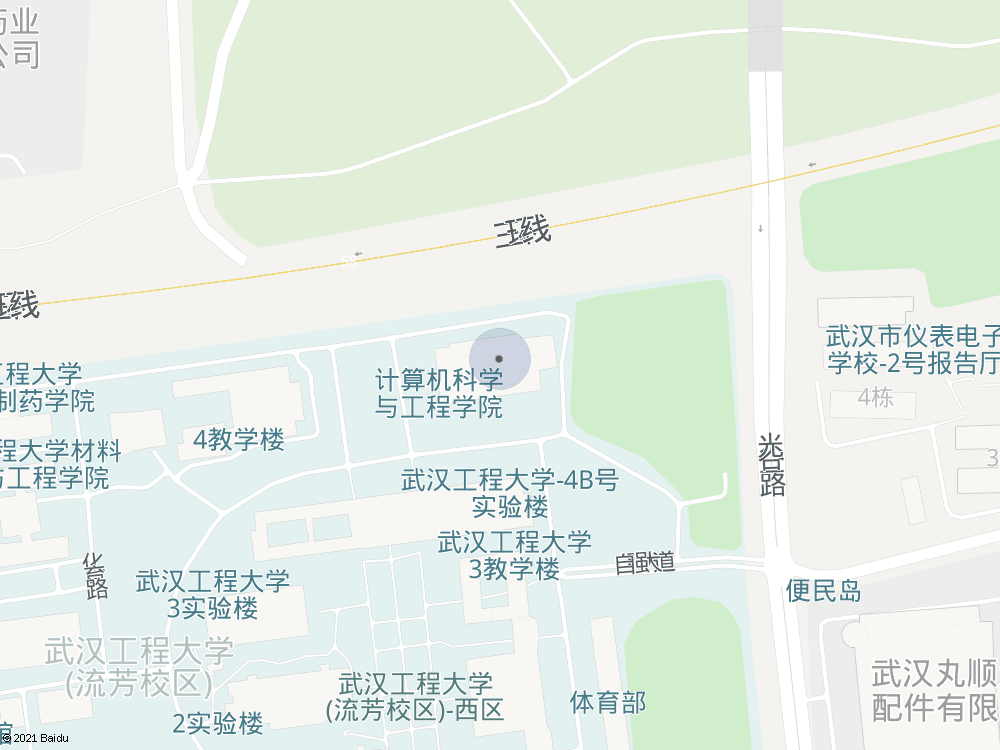 药业
公司
王线
王线
武汉市仪表电子
学校-2号报告厅
工程大学
制药学院
计算机科学
与工程学院
4栋
4教学楼
程大学材料
与工程学院
光谷路
武汉工程大学-4B号
实验楼
3
武汉工程大学
3教学楼
自强大道
化工路
武汉工程大学
3实验楼
便民岛
武汉工程大学
(流芳校区)
武汉丸顺
配件有限
武汉工程大学
(流芳校区)-西区
体育部
2实验楼
馆
© 2021 Baidu